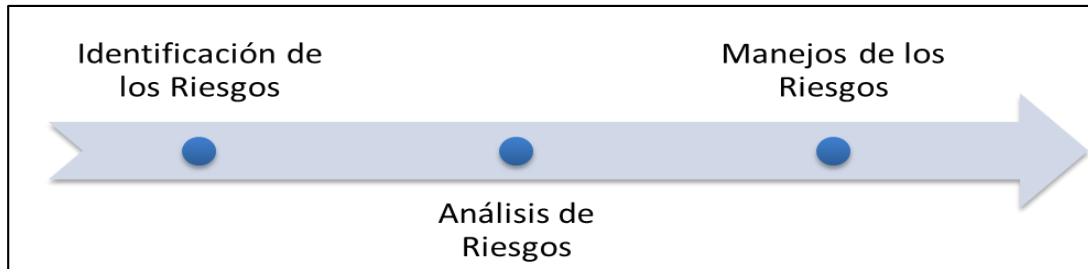 Identificación de
los Riesgos
Análisis de
Riesgos
Manejos de los
Riesgos